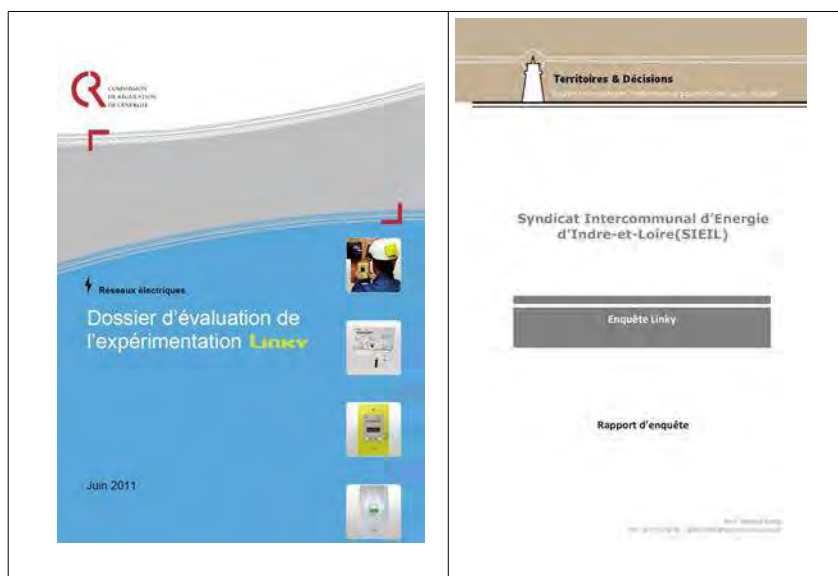 COMMISSION
DE RÉGULATION
DE L'ÉNERGIE
Réseaux électriques
Dossier d'évaluation de
l'expérimentation Linky
Juin 2011
Territoires & Décisions
Syndicat Intercommunal d'Energie
d'Indre-et-Loire(SIEIL)
Enquête Linky
Rapport d'enquête